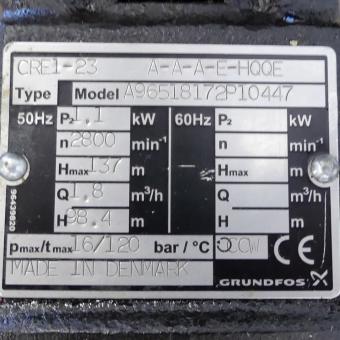 CRE1-23 A-A-A-E-HQQE
Type Model A96518172P10447
50Hz P2 1,1 kW 60Hz P2 kW
n 2800 min⁻¹ n min⁻¹
Hmax 137 m — Hmax m
Q 1,8 m³/h Q m³/h
H 98,4 m H m
pmax/tmax 16/120 bar/°C CCW CE
MADE IN DENMARK
GRUNDFOS X
96439820